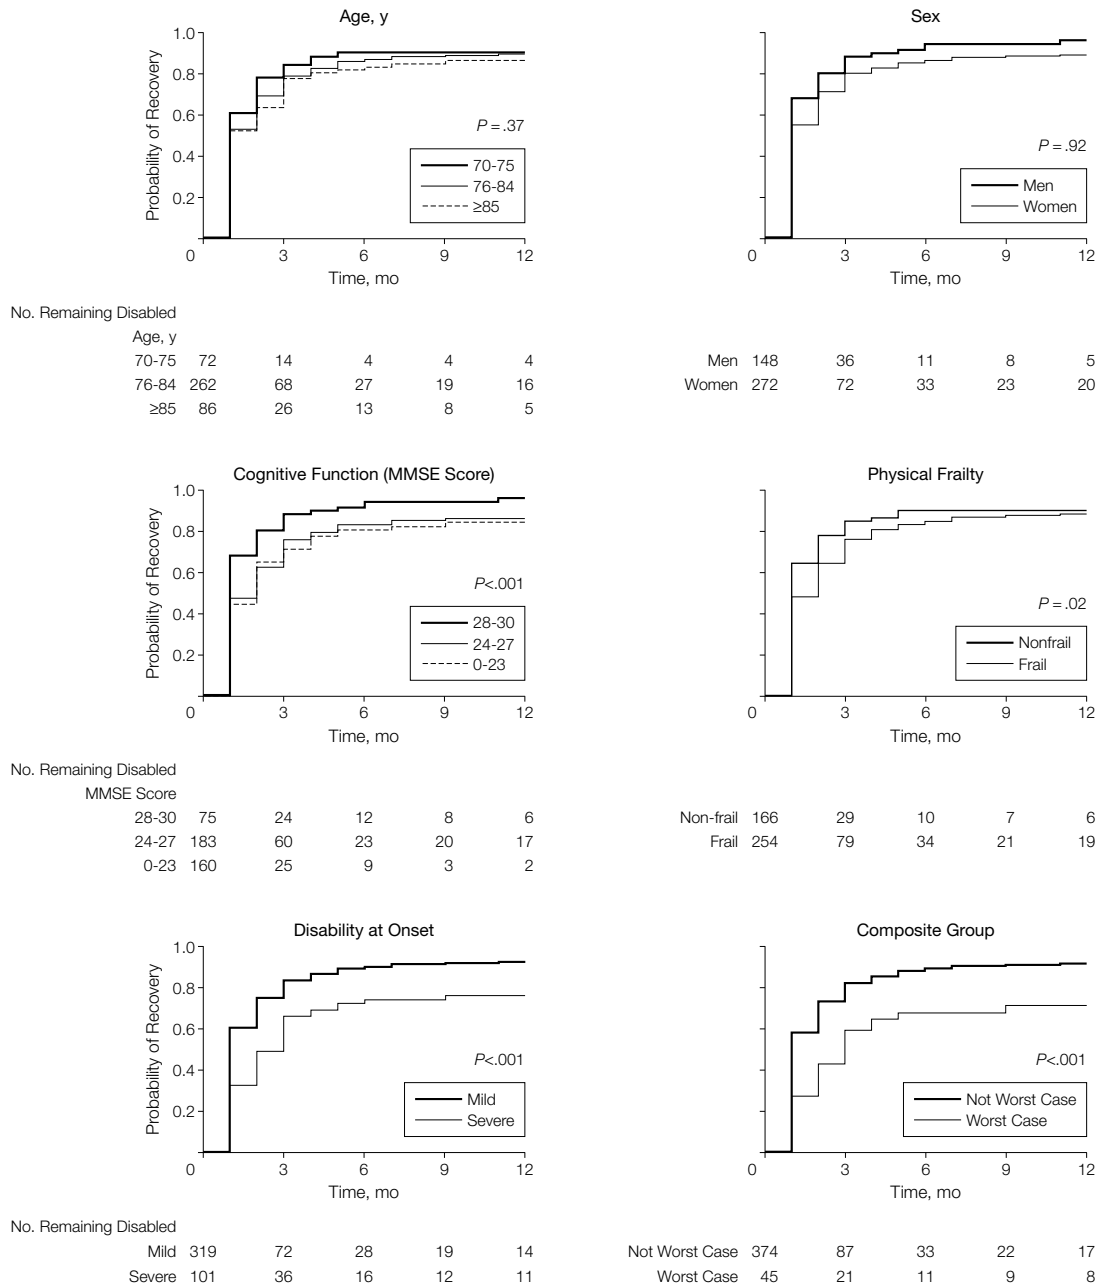 Age, y
Probability of Recovery
1.0
0.8
0.6
0.4
0.2
P = .37
70-75
76-84
≥85
0 3 6 9 12
Time, mo
No. Remaining Disabled
Age, y
70-75 72 14 4 4 4
76-84 262 68 27 19 16
≥85 86 26 13 8 5
Sex
P = .92
Men
Women
0 3 6 9 12
Time, mo
Men 148 36 11 8 5
Women 272 72 33 23 20
Cognitive Function (MMSE Score)
Probability of Recovery
1.0
0.8
0.6
0.4
0.2
P<.001
28-30
24-27
0-23
0 3 6 9 12
Time, mo
No. Remaining Disabled
MMSE Score
28-30 75 24 12 8 6
24-27 183 60 23 20 17
0-23 160 25 9 3 2
Physical Frailty
P = .02
Nonfrail
Frail
0 3 6 9 12
Time, mo
Non-frail 166 29 10 7 6
Frail 254 79 34 21 19
Disability at Onset
Probability of Recovery
1.0
0.8
0.6
0.4
0.2
P<.001
Mild
Severe
0 3 6 9 12
Time, mo
No. Remaining Disabled
Mild 319 72 28 19 14
Severe 101 36 16 12 11
Composite Group
P<.001
Not Worst Case
Worst Case
0 3 6 9 12
Time, mo
Not Worst Case 374 87 33 22 17
Worst Case 45 21 11 9 8